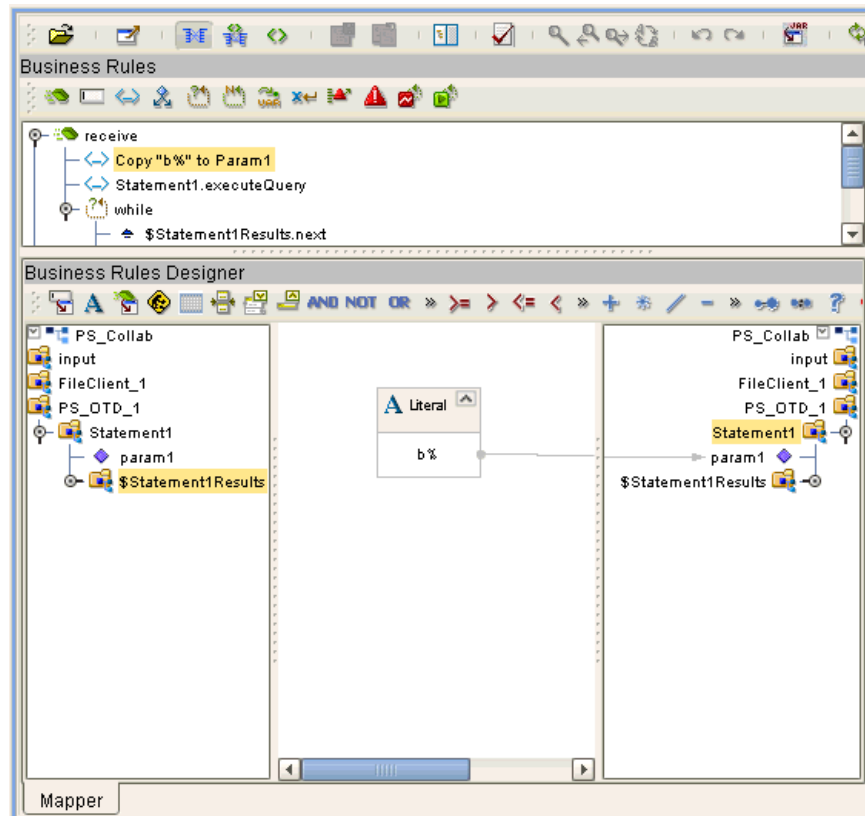 JAR
Business Rules
receive
Copy "b%" to Param1
Statement1.executeQuery
while
$Statement1Results.next
Business Rules Designer
A AND NOT OR » >= > <= < » + * / − » ?
PS_Collab
input
FileClient_1
PS_OTD_1
Statement1
param1
$Statement1Results
A Literal
b%
PS_Collab
input
FileClient_1
PS_OTD_1
Statement1
param1
$Statement1Results
Mapper